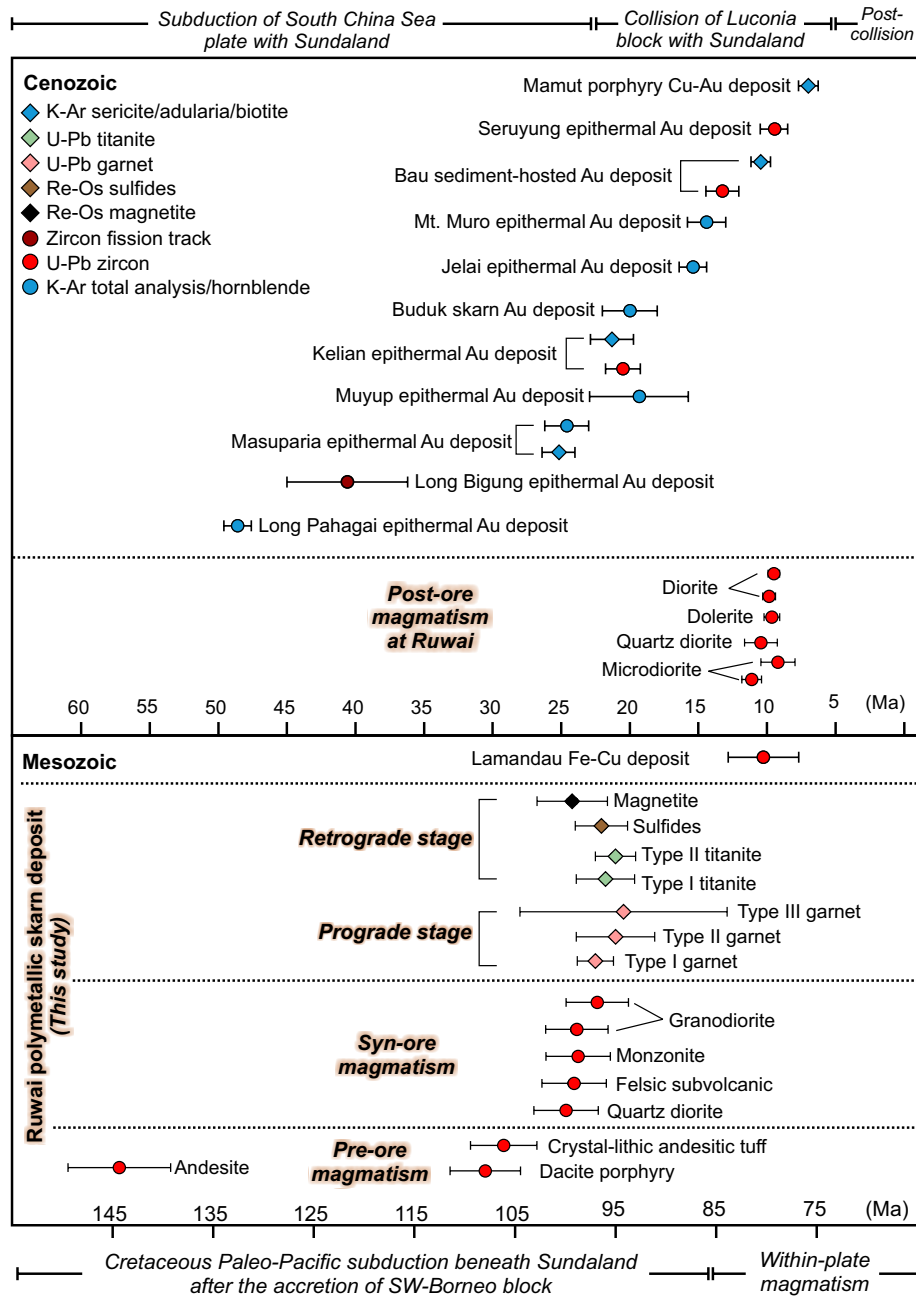 Subduction of South China Sea
plate with Sundaland
Collision of Luconia
block with Sundaland
Post-
collision
Cenozoic
K-Ar sericite/adularia/biotite
U-Pb titanite
U-Pb garnet
Re-Os sulfides
Re-Os magnetite
Zircon fission track
U-Pb zircon
K-Ar total analysis/hornblende
Mamut porphyry Cu-Au deposit
Seruyung epithermal Au deposit
Bau sediment-hosted Au deposit
Mt. Muro epithermal Au deposit
Jelai epithermal Au deposit
Buduk skarn Au deposit
Kelian epithermal Au deposit
Muyup epithermal Au deposit
Masuparia epithermal Au deposit
Long Bigung epithermal Au deposit
Long Pahagai epithermal Au deposit
Post-ore
magmatism
at Ruwai
Diorite
Dolerite
Quartz diorite
Microdiorite
60 55 50 45 40 35 30 25 20 15 10 5 (Ma)
Mesozoic
Lamandau Fe-Cu deposit
Ruwai polymetallic skarn deposit
(This study)
Retrograde stage
Magnetite
Sulfides
Type II titanite
Type I titanite
Prograde stage
Type III garnet
Type II garnet
Type I garnet
Syn-ore
magmatism
Granodiorite
Monzonite
Felsic subvolcanic
Quartz diorite
Pre-ore
magmatism
Crystal-lithic andesitic tuff
Andesite
Dacite porphyry
145 135 125 115 105 95 85 75 (Ma)
Cretaceous Paleo-Pacific subduction beneath Sundaland
after the accretion of SW-Borneo block
Within-plate
magmatism